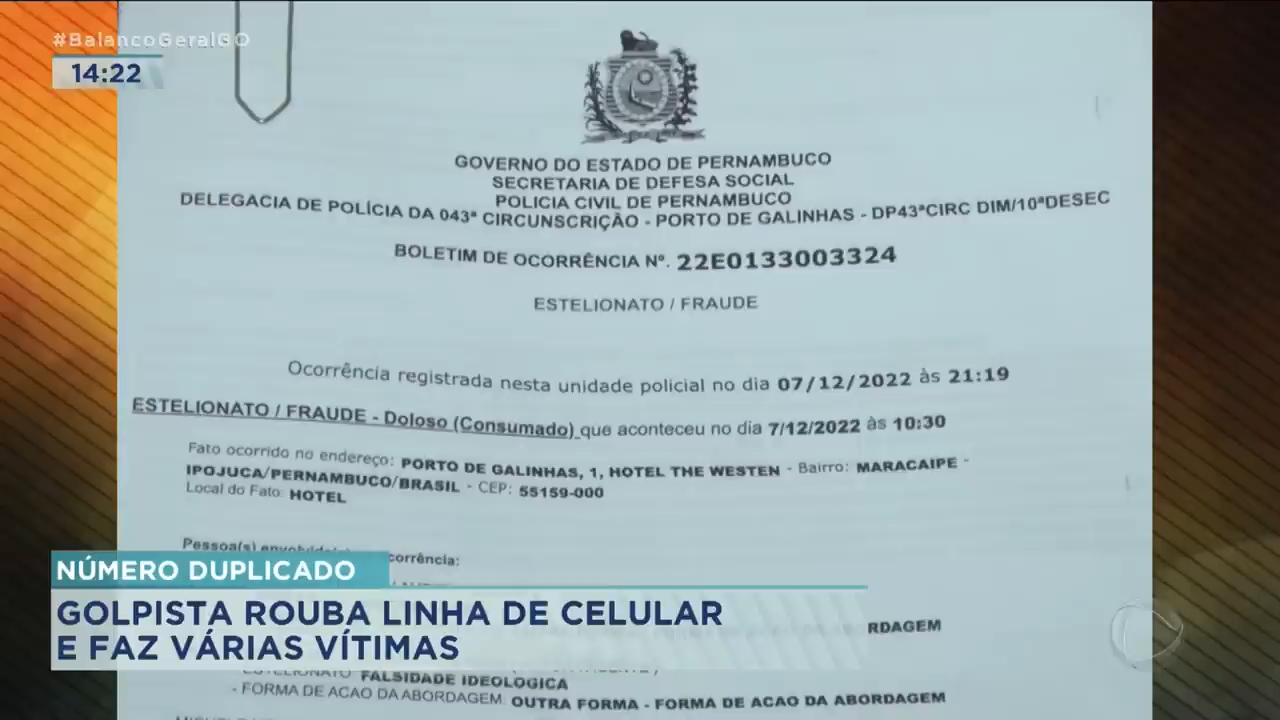 #BalancoGeralGO
14:22
GOVERNO DO ESTADO DE PERNAMBUCO
SECRETARIA DE DEFESA SOCIAL
POLICIA CIVIL DE PERNAMBUCO
DELEGACIA DE POLÍCIA DA 043ª CIRCUNSCRIÇÃO - PORTO DE GALINHAS - DP43ªCIRC DIM/10ªDESEC
BOLETIM DE OCORRÊNCIA Nº. 22E0133003324
ESTELIONATO / FRAUDE
Ocorrência registrada nesta unidade policial no dia 07/12/2022 às 21:19
ESTELIONATO / FRAUDE - Doloso (Consumado) que aconteceu no dia 7/12/2022 às 10:30
Fato ocorrido no endereço: PORTO DE GALINHAS, 1, HOTEL THE WESTEN - Bairro: MARACAIPE -
IPOJUCA/PERNAMBUCO/BRASIL - CEP: 55159-000
Local do Fato: HOTEL
Pessoa(s) corrência:
NÚMERO DUPLICADO
GOLPISTA ROUBA LINHA DE CELULAR
E FAZ VÁRIAS VÍTIMAS
RDAGEM
FALSIDADE IDEOLOGICA
- FORMA DE ACAO DA ABORDAGEM: OUTRA FORMA - FORMA DE ACAO DA ABORDAGEM